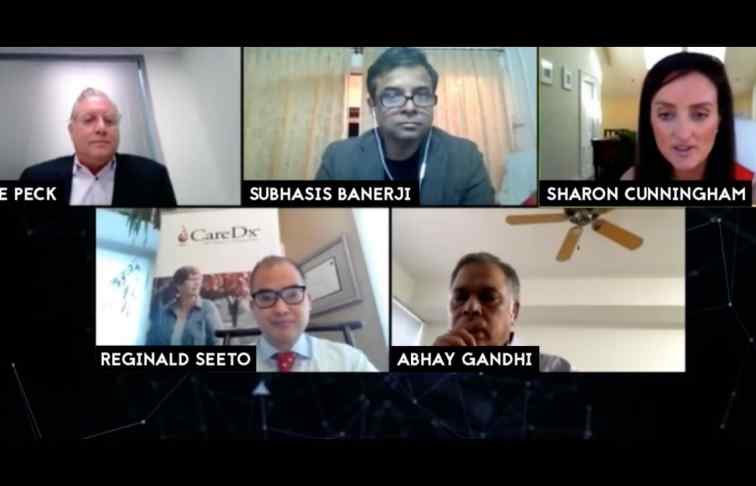 E PECK
SUBHASIS BANERJI
SHARON CUNNINGHAM
CareDx
REGINALD SEETO
ABHAY GANDHI